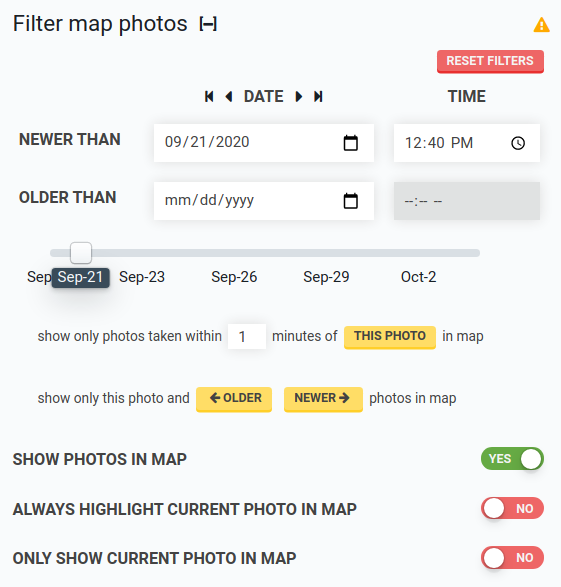 Filter map photos [–]
RESET FILTERS
DATE TIME
NEWER THAN 09/21/2020 12:40 PM
OLDER THAN mm/dd/yyyy --:-- --
Sep Sep-21 Sep-23 Sep-26 Sep-29 Oct-2
show only photos taken within 1 minutes of THIS PHOTO in map
show only this photo and ← OLDER NEWER → photos in map
SHOW PHOTOS IN MAP YES
ALWAYS HIGHLIGHT CURRENT PHOTO IN MAP NO
ONLY SHOW CURRENT PHOTO IN MAP NO